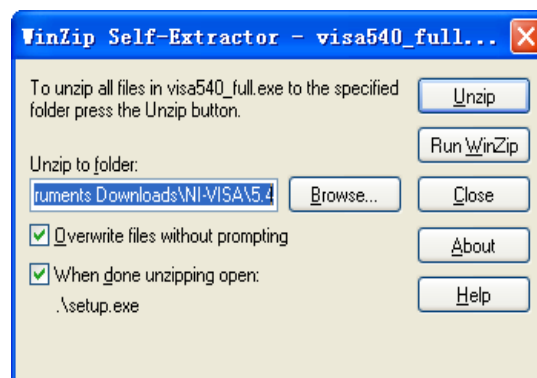 WinZip Self-Extractor - visa540_full...
To unzip all files in visa540_full.exe to the specified
folder press the Unzip button.
Unzip to folder:
ruments Downloads\NI-VISA\5.4
Browse...
Overwrite files without prompting
When done unzipping open:
.\setup.exe
Unzip
Run WinZip
Close
About
Help